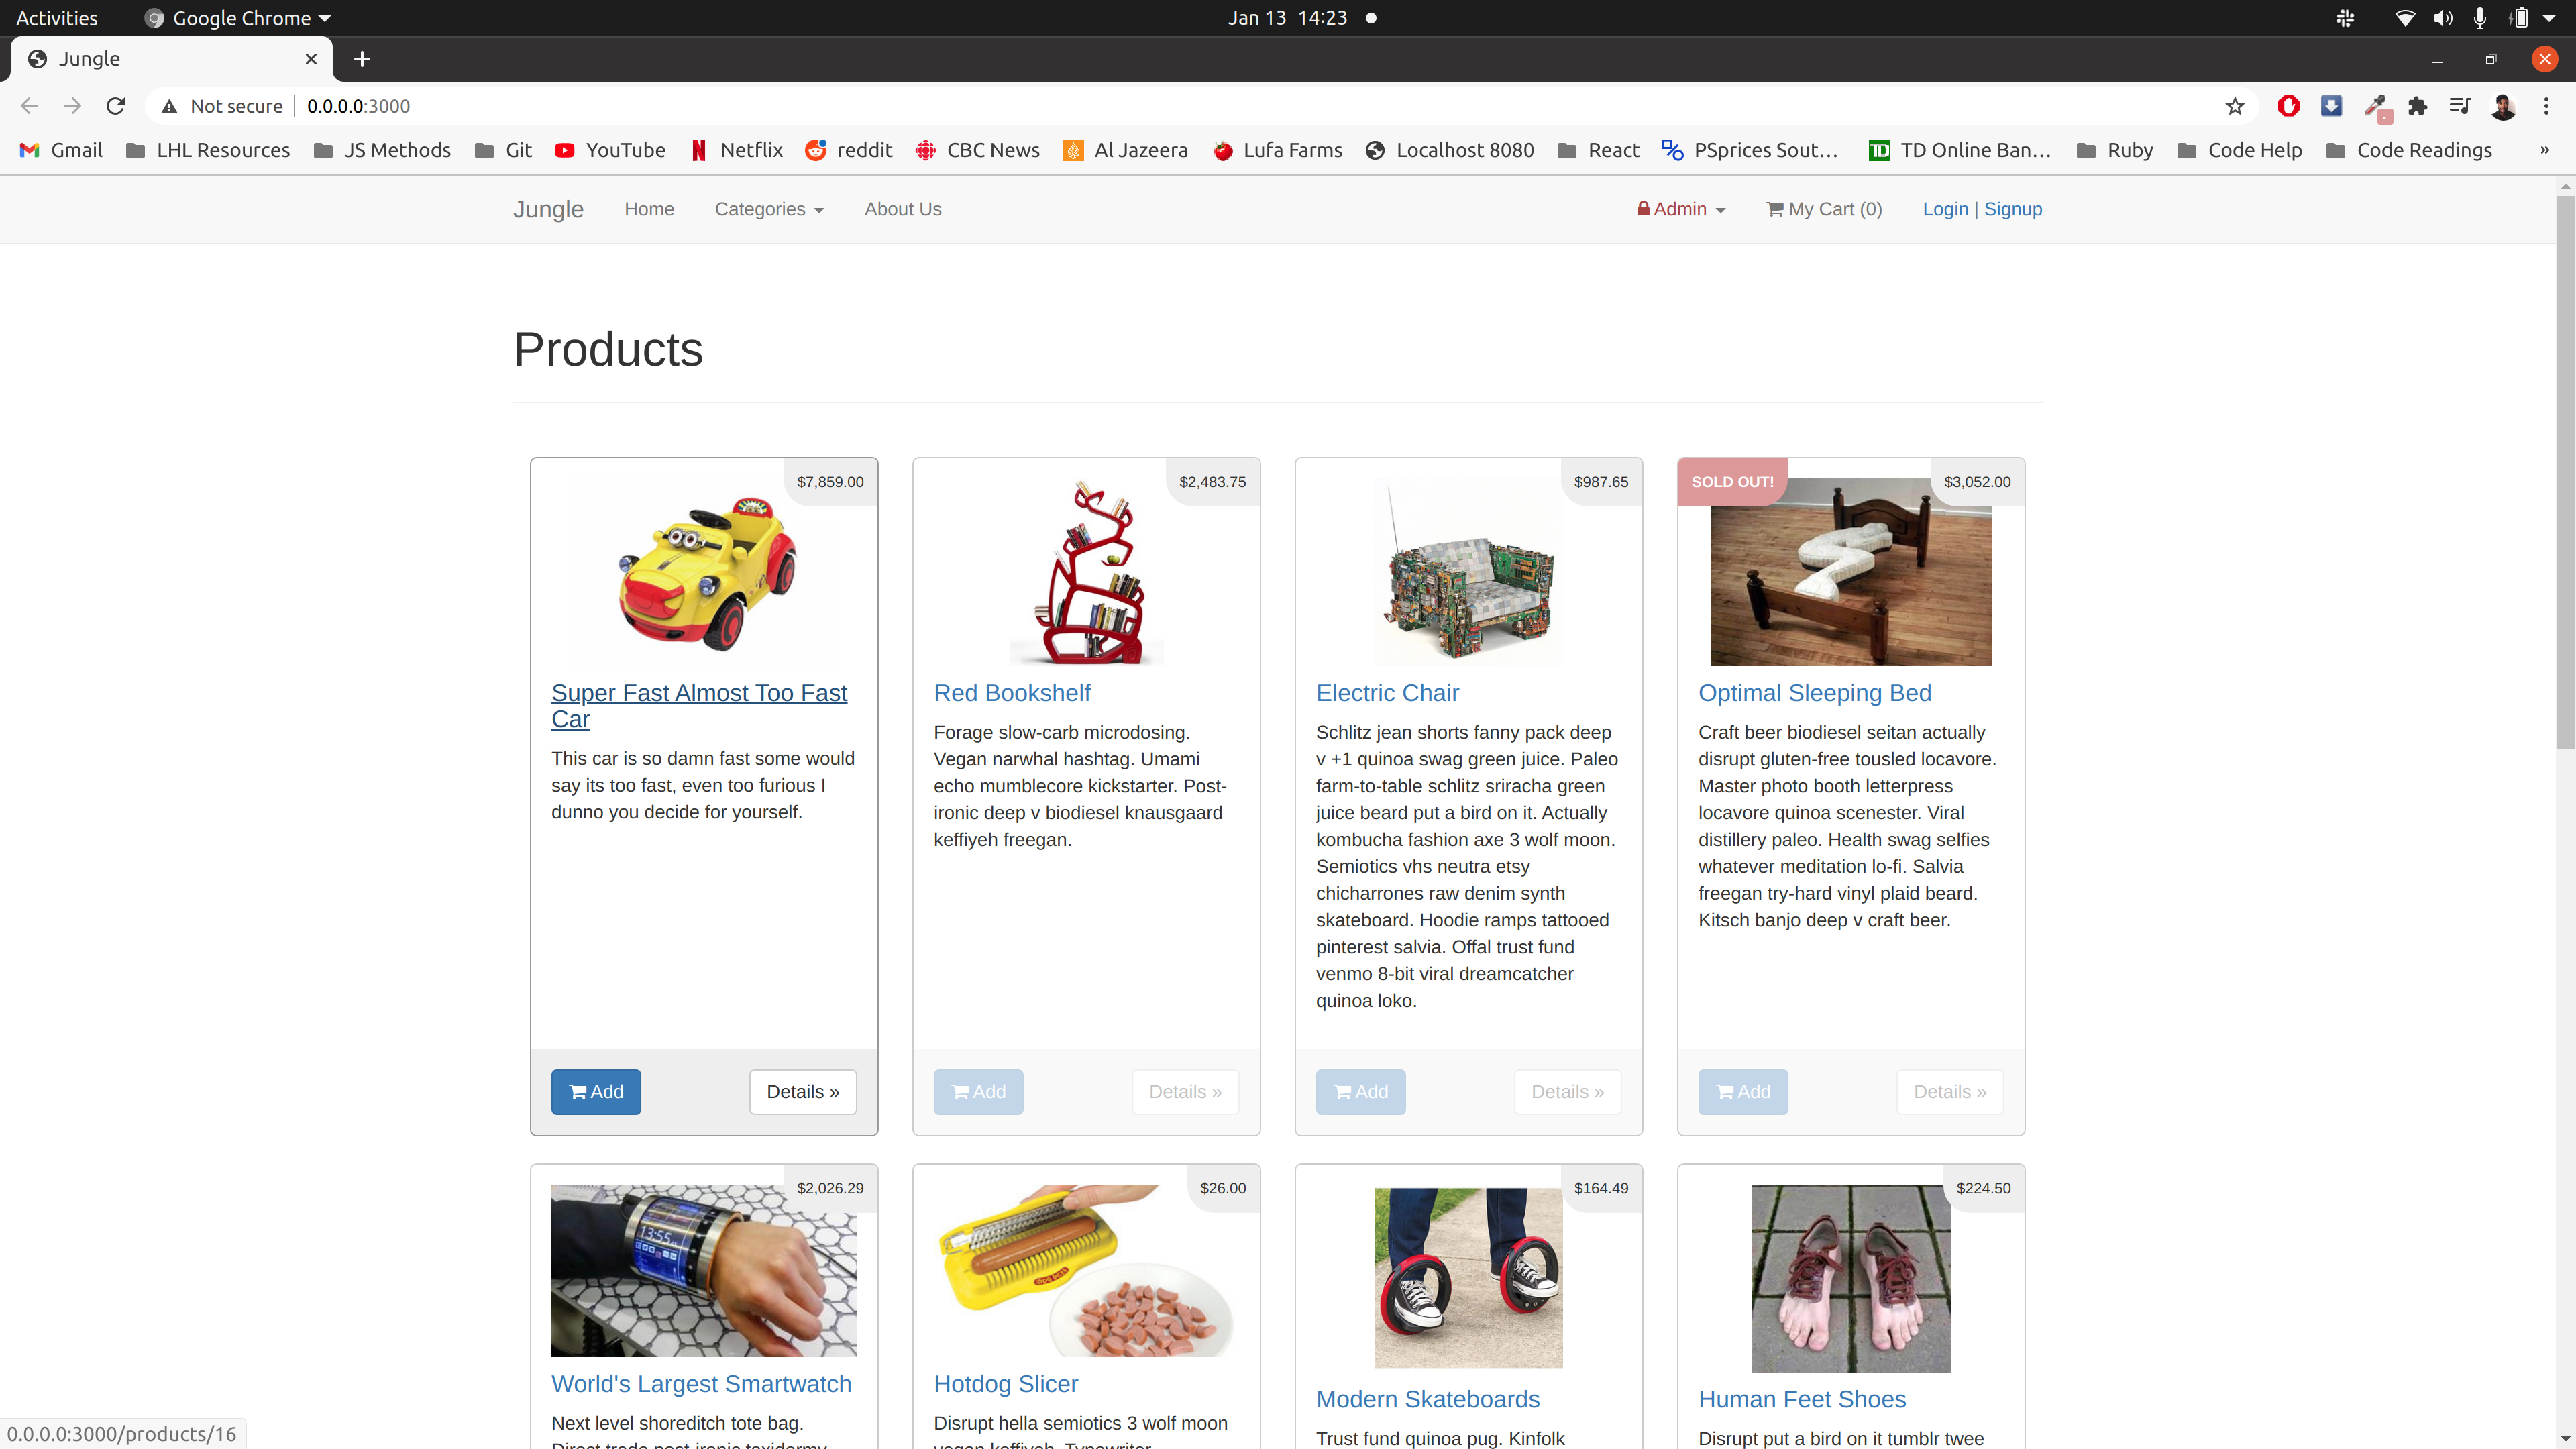 Activities Google Chrome Jan 13 14:23
Jungle
Not secure 0.0.0.0:3000
Gmail LHL Resources JS Methods Git YouTube Netflix reddit CBC News Al Jazeera Lufa Farms Localhost 8080 React PSprices Sout... TD Online Ban... Ruby Code Help Code Readings »
Jungle Home Categories About Us Admin My Cart (0) Login | Signup
Products
$7,859.00
Super Fast Almost Too Fast
Car
This car is so damn fast some would
say its too fast, even too furious I
dunno you decide for yourself.
Add Details »
$2,483.75
Red Bookshelf
Forage slow-carb microdosing.
Vegan narwhal hashtag. Umami
echo mumblecore kickstarter. Post-
ironic deep v biodiesel knausgaard
keffiyeh freegan.
Add Details »
$987.65
Electric Chair
Schlitz jean shorts fanny pack deep
v +1 quinoa swag green juice. Paleo
farm-to-table schlitz sriracha green
juice beard put a bird on it. Actually
kombucha fashion axe 3 wolf moon.
Semiotics vhs neutra etsy
chicharrones raw denim synth
skateboard. Hoodie ramps tattooed
pinterest salvia. Offal trust fund
venmo 8-bit viral dreamcatcher
quinoa loko.
Add Details »
SOLD OUT! $3,052.00
Optimal Sleeping Bed
Craft beer biodiesel seitan actually
disrupt gluten-free tousled locavore.
Master photo booth letterpress
locavore quinoa scenester. Viral
distillery paleo. Health swag selfies
whatever meditation lo-fi. Salvia
freegan try-hard vinyl plaid beard.
Kitsch banjo deep v craft beer.
Add Details »
$2,026.29
13:55
World's Largest Smartwatch
Next level shoreditch tote bag.
$26.00
Hotdog Slicer
Disrupt hella semiotics 3 wolf moon
vegan keffiyeh. Typewriter
$164.49
Modern Skateboards
Trust fund quinoa pug. Kinfolk
$224.50
Human Feet Shoes
Disrupt put a bird on it tumblr twee
0.0.0.0:3000/products/16